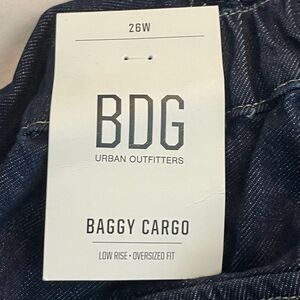 26W
BDG
URBAN OUTFITTERS
BAGGY CARGO
LOW RISE • OVERSIZED FIT